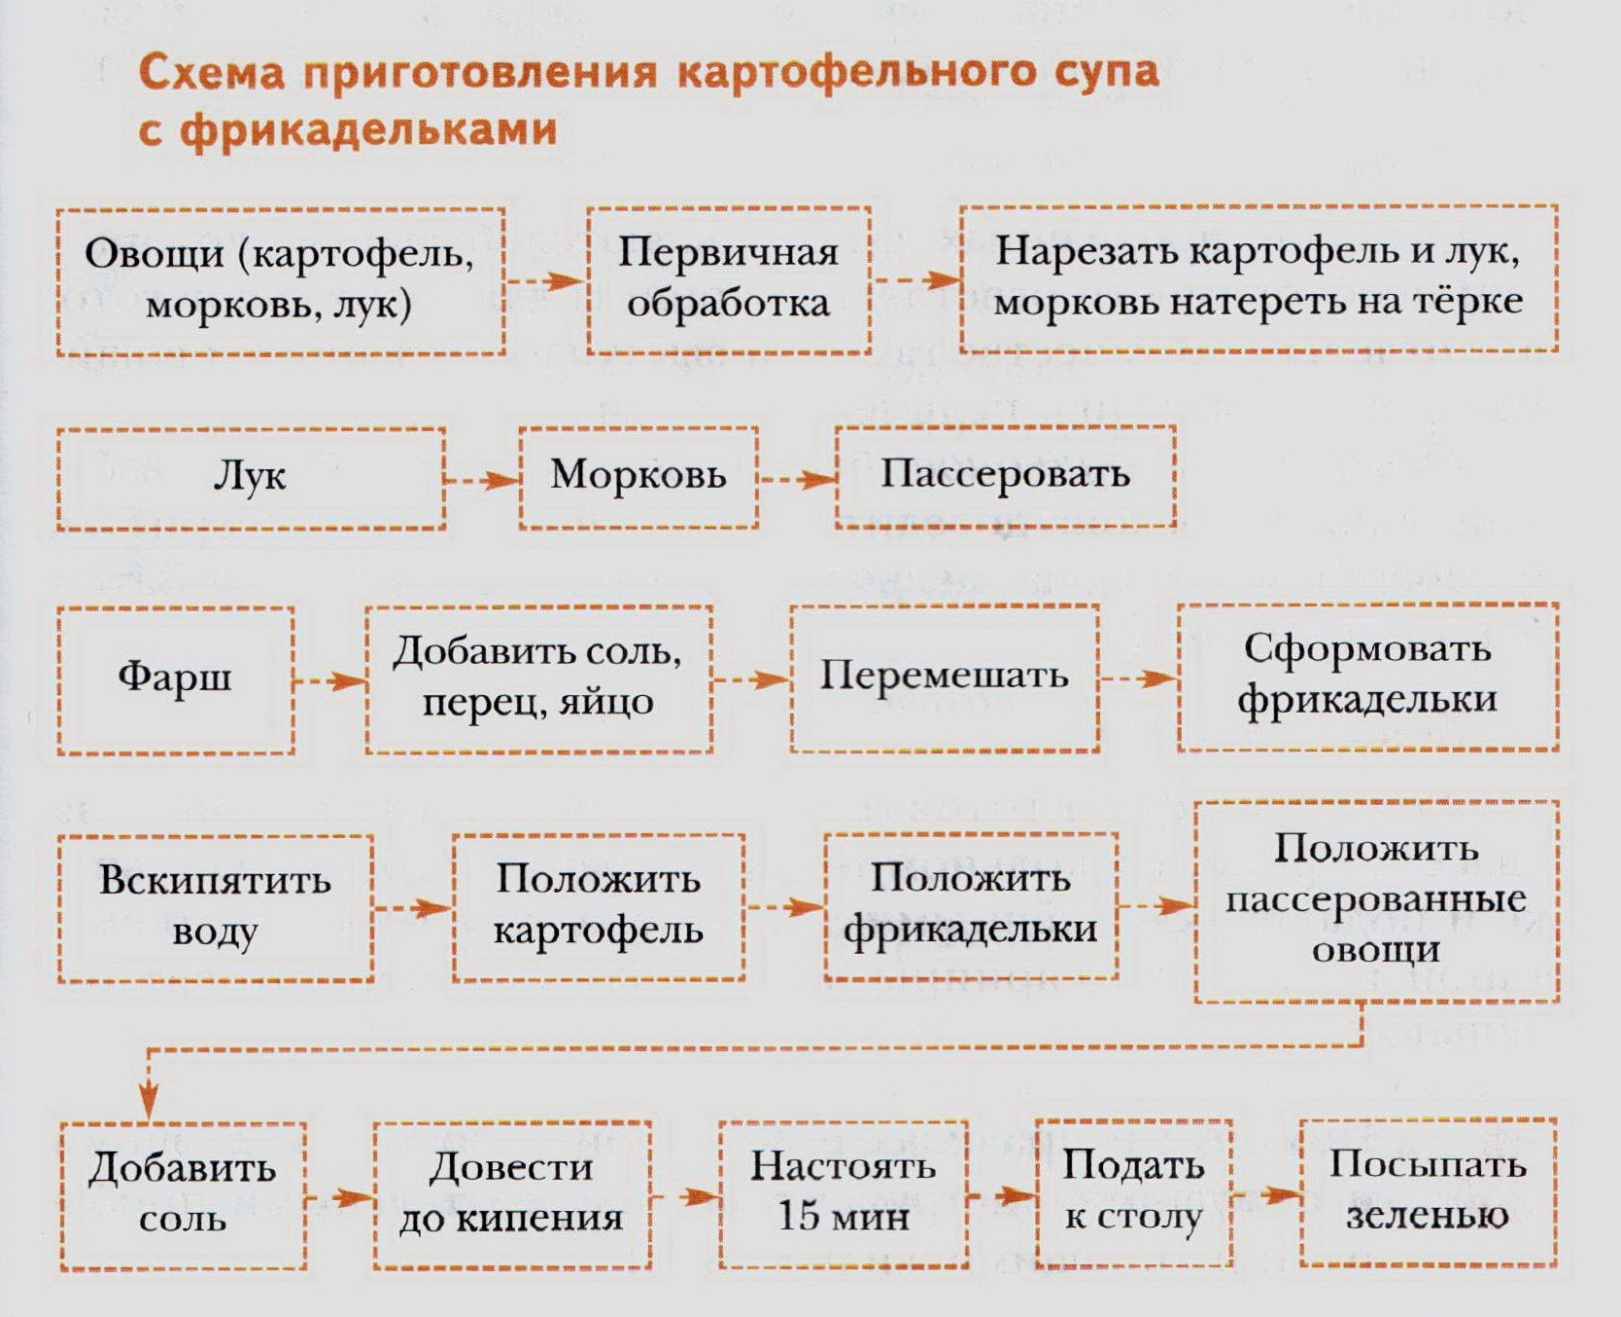 Схема приготовления картофельного супа
с фрикадельками
Овощи (картофель,
морковь, лук)
Первичная
обработка
Нарезать картофель и лук,
морковь натереть на тёрке
Лук
Морковь
Пассеровать
Фарш
Добавить соль,
перец, яйцо
Перемешать
Сформовать
фрикадельки
Вскипятить
воду
Положить
картофель
Положить
фрикадельки
Положить
пассерованные
овощи
Добавить
соль
Довести
до кипения
Настоять
15 мин
Подать
к столу
Посыпать
зеленью